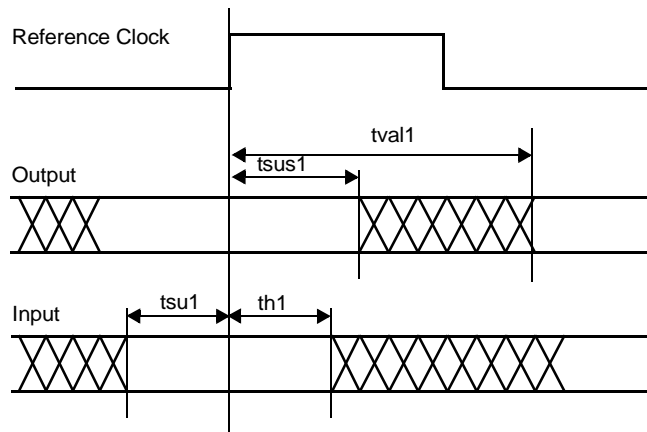 Reference Clock
tval1
tsus1
Output
tsu1
th1
Input